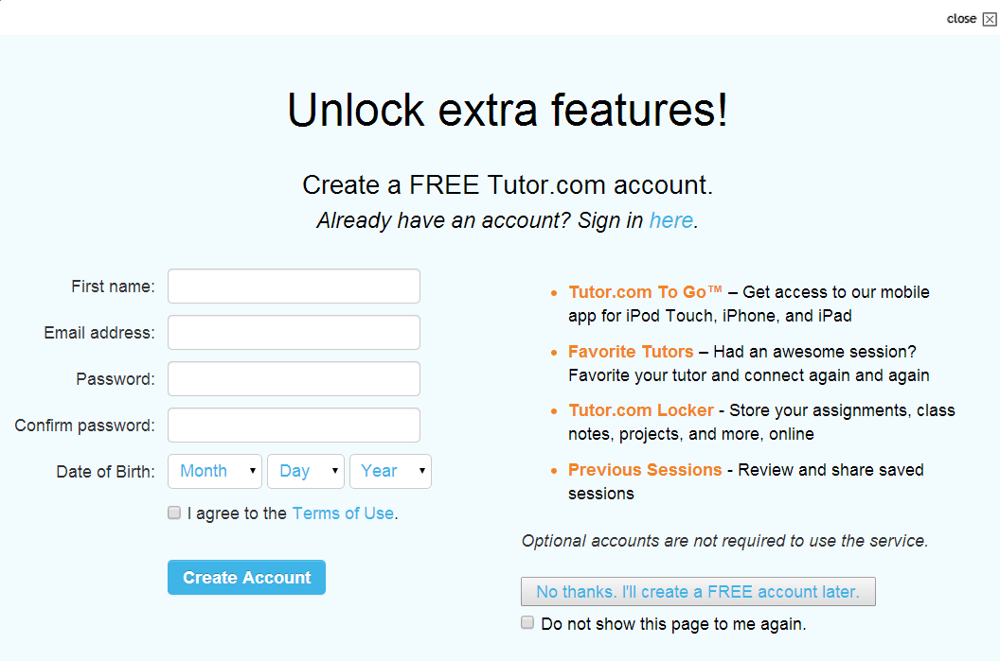 close
Unlock extra features!
Create a FREE Tutor.com account.
Already have an account? Sign in here.
First name:
Email address:
Password:
Confirm password:
Date of Birth: Month Day Year
I agree to the Terms of Use.
Create Account
• Tutor.com To Go™ – Get access to our mobile
app for iPod Touch, iPhone, and iPad
• Favorite Tutors – Had an awesome session?
Favorite your tutor and connect again and again
• Tutor.com Locker - Store your assignments, class
notes, projects, and more, online
• Previous Sessions - Review and share saved
sessions
Optional accounts are not required to use the service.
No thanks. I'll create a FREE account later.
Do not show this page to me again.